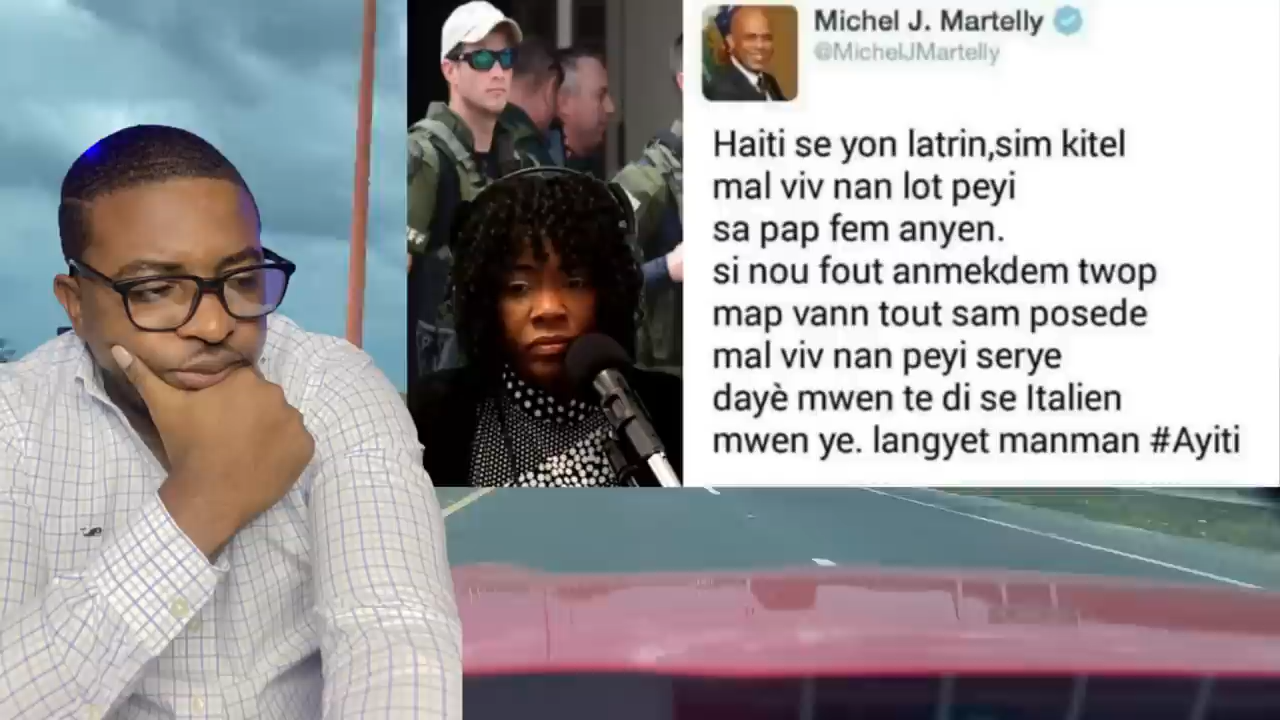 Michel J. Martelly
@MichelJMartelly
Haiti se yon latrin,sim kitel
mal viv nan lot peyi
sa pap fem anyen.
si nou fout anmekdem twop
map vann tout sam posede
mal viv nan peyi serye
dayè mwen te di se Italien
mwen ye. langyet manman #Ayiti